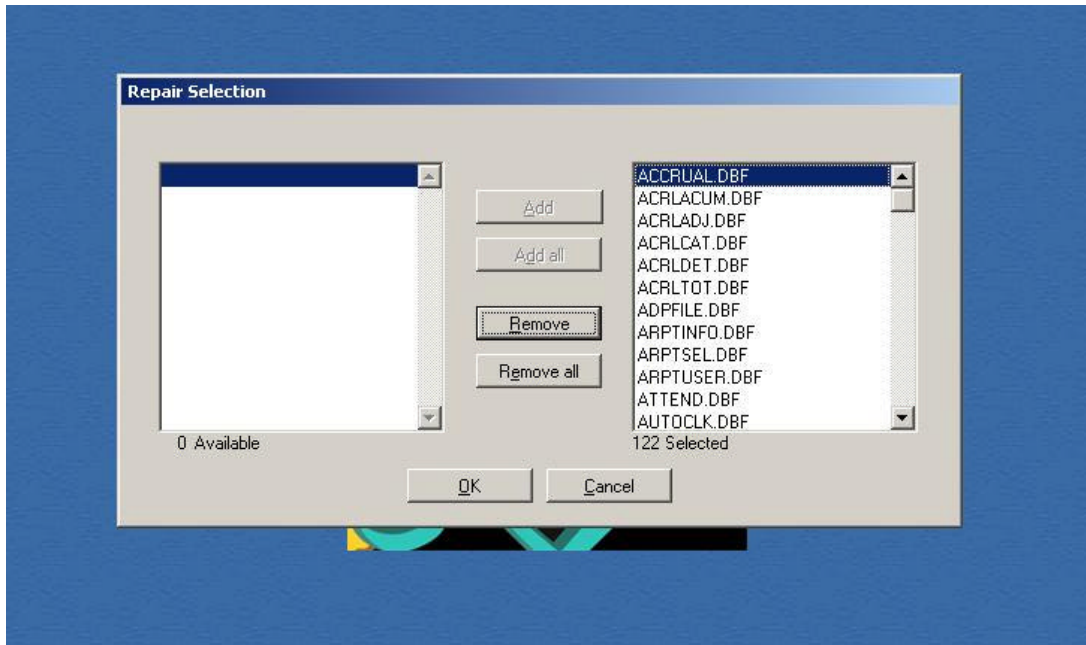 Repair Selection
Add
Add all
Remove
Remove all
0 Available
ACCRUAL.DBF
ACRLACUM.DBF
ACRLADJ.DBF
ACRLCAT.DBF
ACRLDET.DBF
ACRLTOT.DBF
ADPFILE.DBF
ARPTINFO.DBF
ARPTSEL.DBF
ARPTUSER.DBF
ATTEND.DBF
AUTOCLK.DBF
122 Selected
OK
Cancel